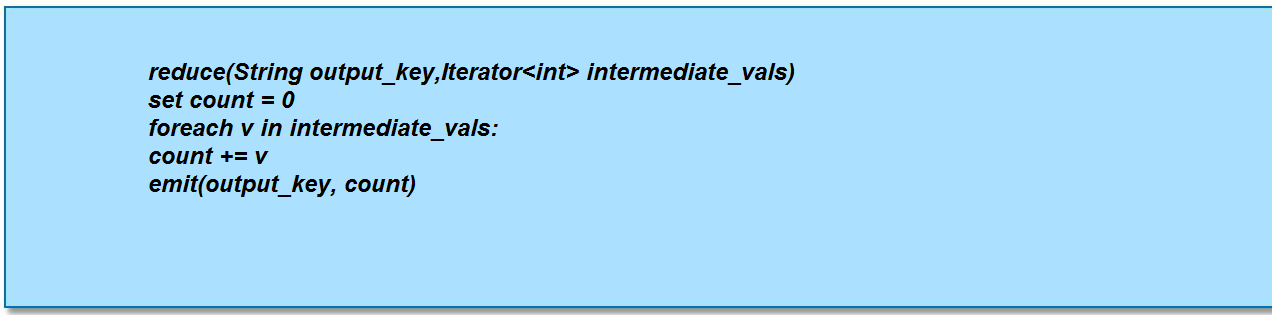 reduce(String output_key,Iterator<int> intermediate_vals)
set count = 0
foreach v in intermediate_vals:
count += v
emit(output_key, count)